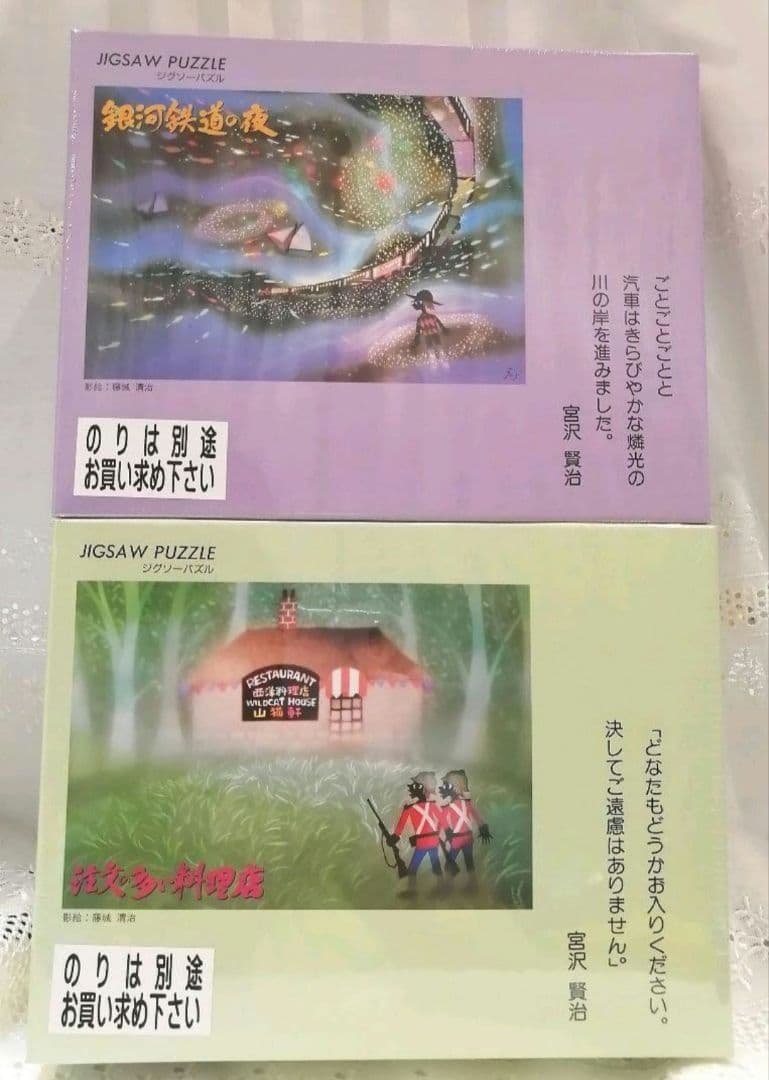 JIGSAW PUZZLE
ジグソーパズル
銀河鉄道の夜
ごとごとごとと
汽車はきらびやかな燐光の
川の岸を進みました。
宮沢 賢治
影絵：藤城 清治
のりは別途
お買い求め下さい
JIGSAW PUZZLE
ジグソーパズル
RESTAURANT
西洋料理店
WILDCAT HOUSE
山猫軒
注文の多い料理店
「どなたもどうかお入りください。
決してご遠慮はありません。」
宮沢 賢治
影絵：藤城 清治
のりは別途
お買い求め下さい